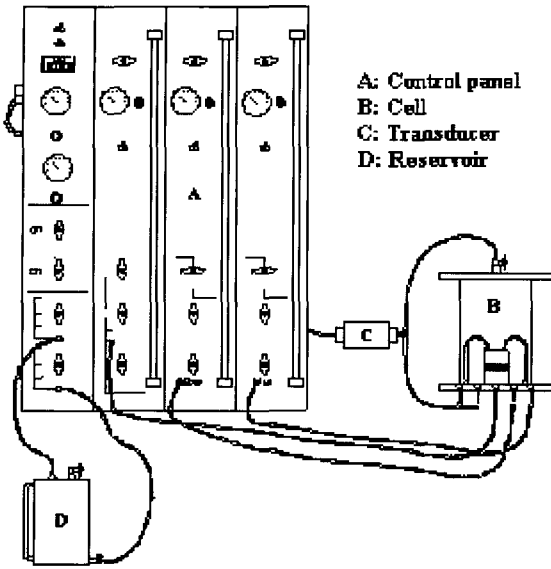 A: Control panel
B: Cell
C: Transducer
D: Reservoir
A
B
C
D